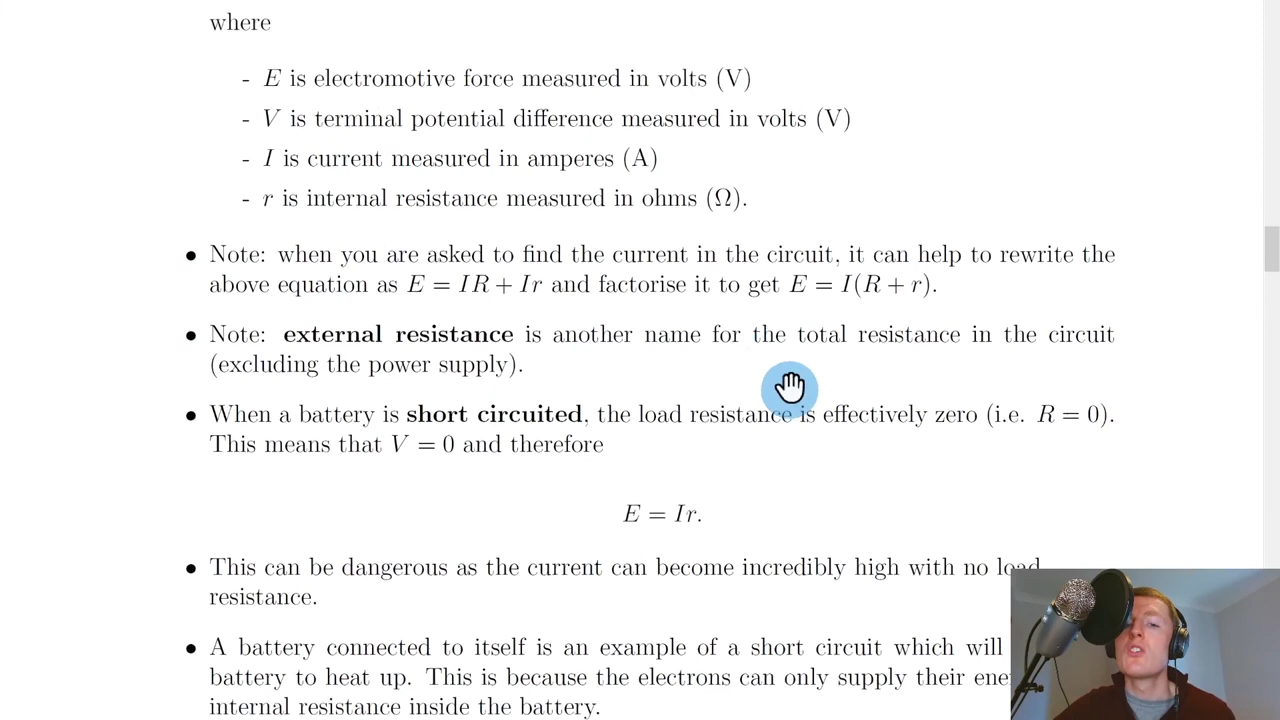 where
- E is electromotive force measured in volts (V)
- V is terminal potential difference measured in volts (V)
- I is current measured in amperes (A)
- r is internal resistance measured in ohms (Ω).
• Note: when you are asked to find the current in the circuit, it can help to rewrite the
above equation as E = IR + Ir and factorise it to get E = I(R + r).
• Note: external resistance is another name for the total resistance in the circuit
(excluding the power supply).
• When a battery is short circuited, the load resistance is effectively zero (i.e. R = 0).
This means that V = 0 and therefore
E = Ir.
• This can be dangerous as the current can become incredibly high with no load
resistance.
• A battery connected to itself is an example of a short circuit which will
battery to heat up. This is because the electrons can only supply their
internal resistance inside the battery.